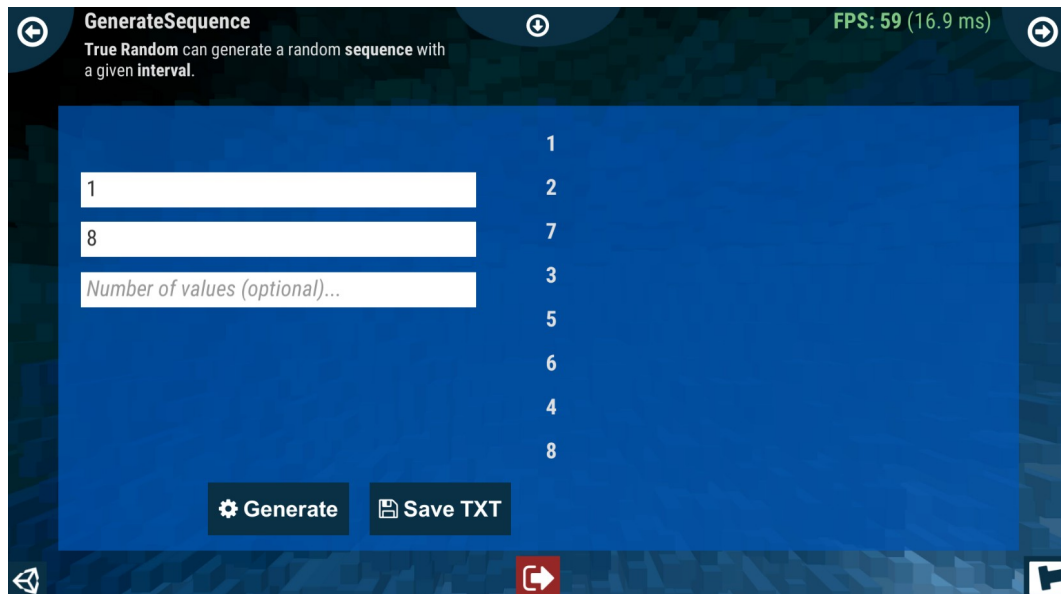 GenerateSequence
True Random can generate a random sequence with
a given interval.
FPS: 59 (16.9 ms)
1
8
Number of values (optional)...
1
2
7
3
5
6
4
8
Generate
Save TXT